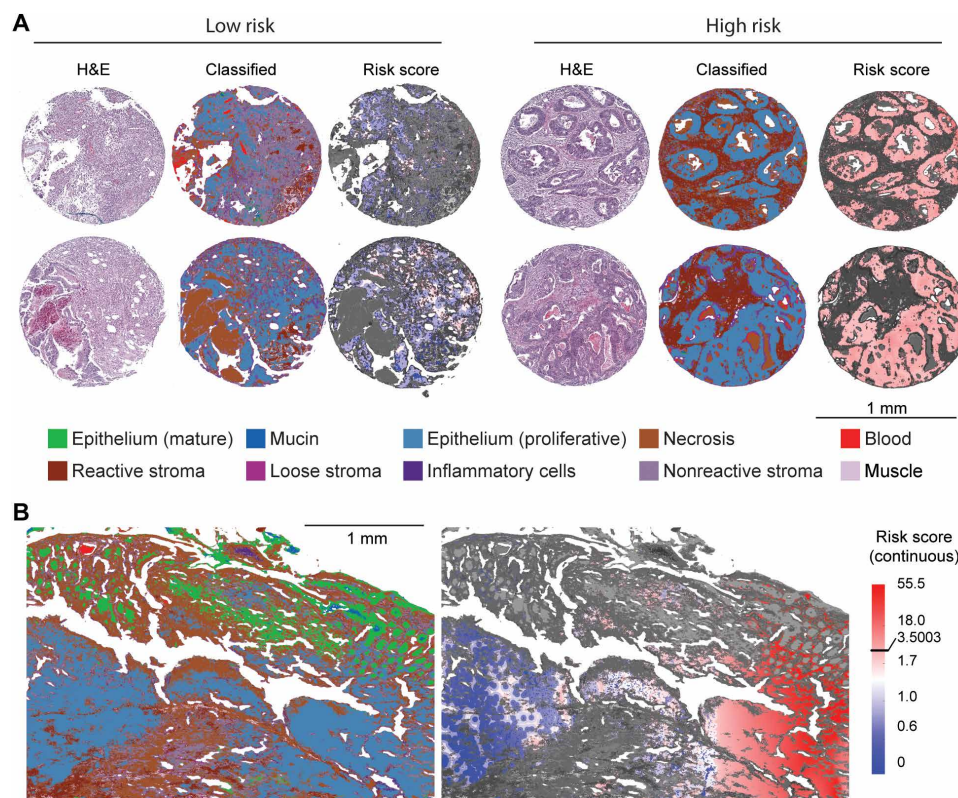 A
Low risk
High risk
H&E
Classified
Risk score
H&E
Classified
Risk score
1 mm
Epithelium (mature)
Mucin
Epithelium (proliferative)
Necrosis
Blood
Reactive stroma
Loose stroma
Inflammatory cells
Nonreactive stroma
Muscle
B
1 mm
Risk score
(continuous)
55.5
18.0
3.5003
1.7
1.0
0.6
0